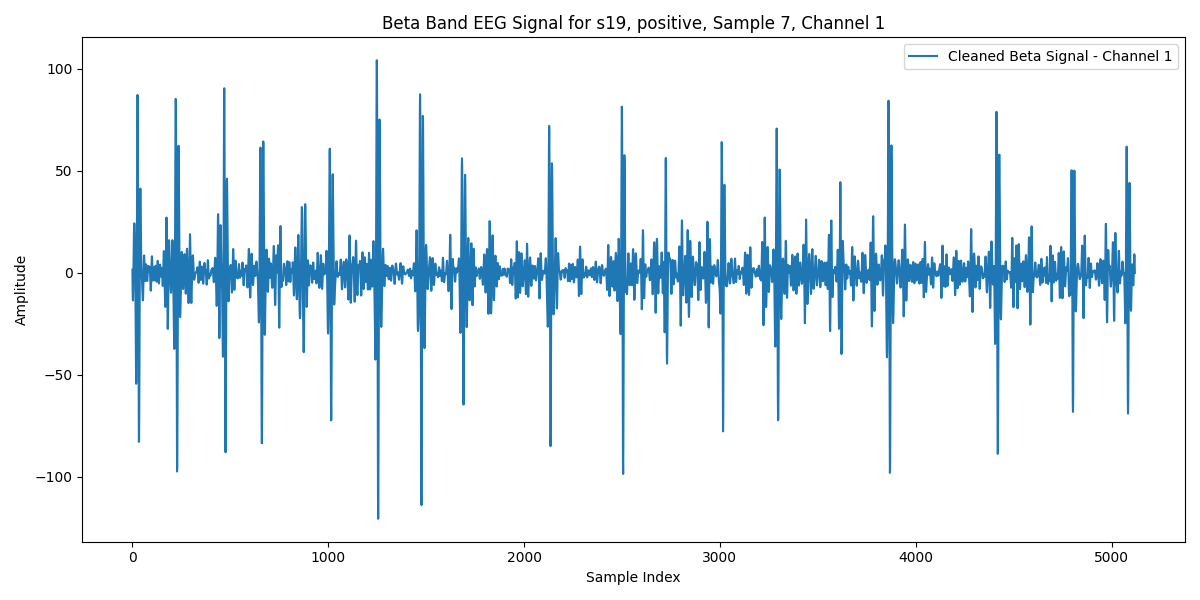 Beta Band EEG Signal for s19, positive, Sample 7, Channel 1
Cleaned Beta Signal - Channel 1
Amplitude
100
50
0
−50
−100
0 1000 2000 3000 4000 5000
Sample Index